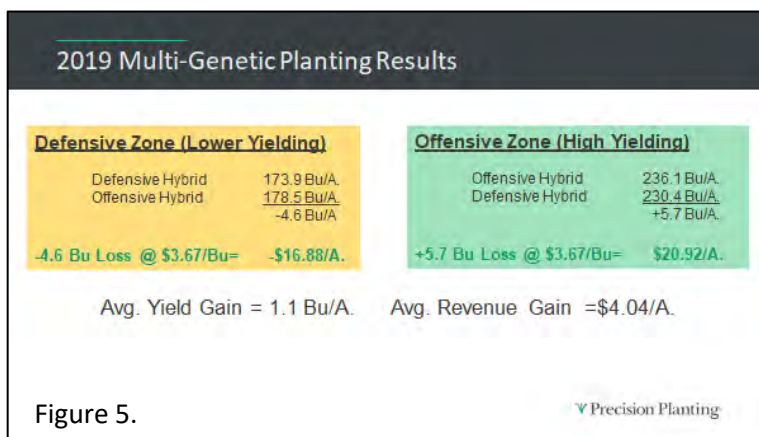 2019 Multi-Genetic Planting Results
Defensive Zone (Lower Yielding)
Defensive Hybrid 173.9 Bu/A.
Offensive Hybrid 178.5 Bu/A.
-4.6 Bu/A
-4.6 Bu Loss @ $3.67/Bu= -$16.88/A.
Offensive Zone (High Yielding)
Offensive Hybrid 236.1 Bu/A.
Defensive Hybrid 230.4 Bu/A.
+5.7 Bu/A.
+5.7 Bu Loss @ $3.67/Bu= $20.92/A.
Avg. Yield Gain = 1.1 Bu/A. Avg. Revenue Gain =$4.04/A.
Figure 5.
Precision Planting